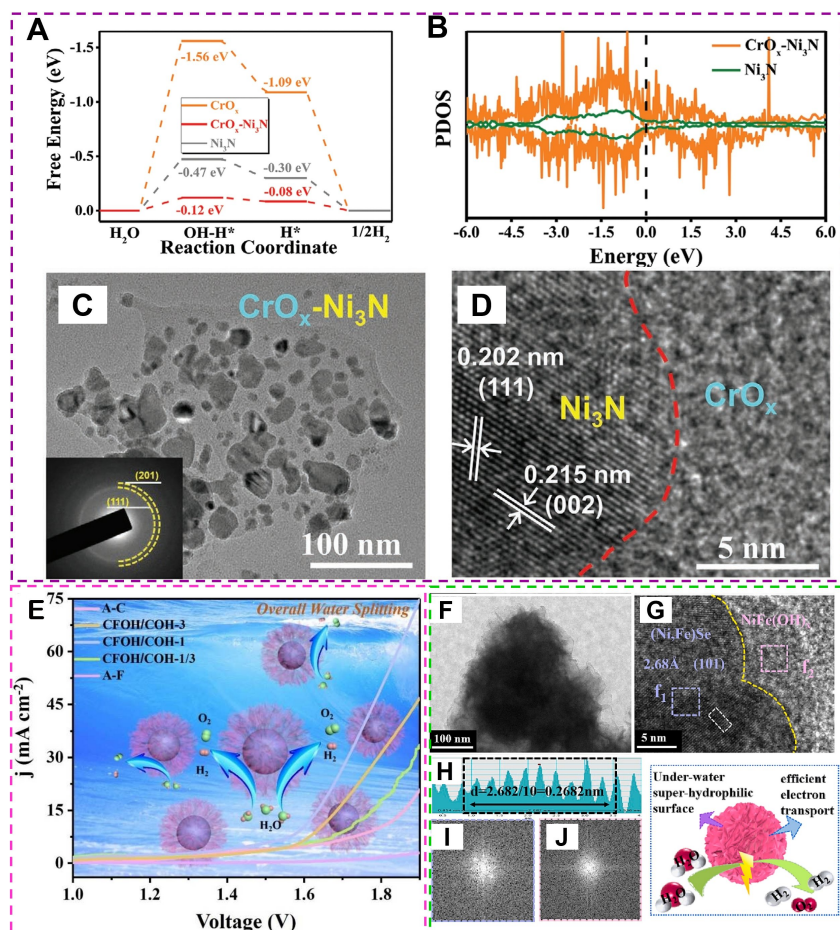 A
Free Energy (eV)
-1.5
-1.0
-0.5
0.0
-1.56 eV
-1.09 eV
CrOₓ
CrOₓ-Ni₃N
Ni₃N
-0.47 eV
-0.30 eV
-0.12 eV
-0.08 eV
H₂O OH-H* H* 1/2H₂
Reaction Coordinate
B
PDOS
CrOₓ-Ni₃N
Ni₃N
-6.0 -4.5 -3.0 -1.5 0.0 1.5 3.0 4.5 6.0
Energy (eV)
C
CrOₓ-Ni₃N
(201)
(111)
100 nm
D
0.202 nm
(111)
Ni₃N
CrOₓ
0.215 nm
(002)
5 nm
E
Overall Water Splitting
j (mA cm⁻²)
75
60
45
30
15
0
A-C
CFOH/COH-3
CFOH/COH-1
CFOH/COH-1/3
A-F
O₂
H₂
O₂
H₂
H₂O
1.0 1.2 1.4 1.6 1.8
Voltage (V)
F
100 nm
G
(Ni,Fe)Se
2.68Å (101)
f₁
5 nm
H
d=2.682/10=0.2682nm
I
J
Under-water
super-hydrophilic
surface
efficient
electron
transport
H₂O
H₂O
H₂
H₂
O₂